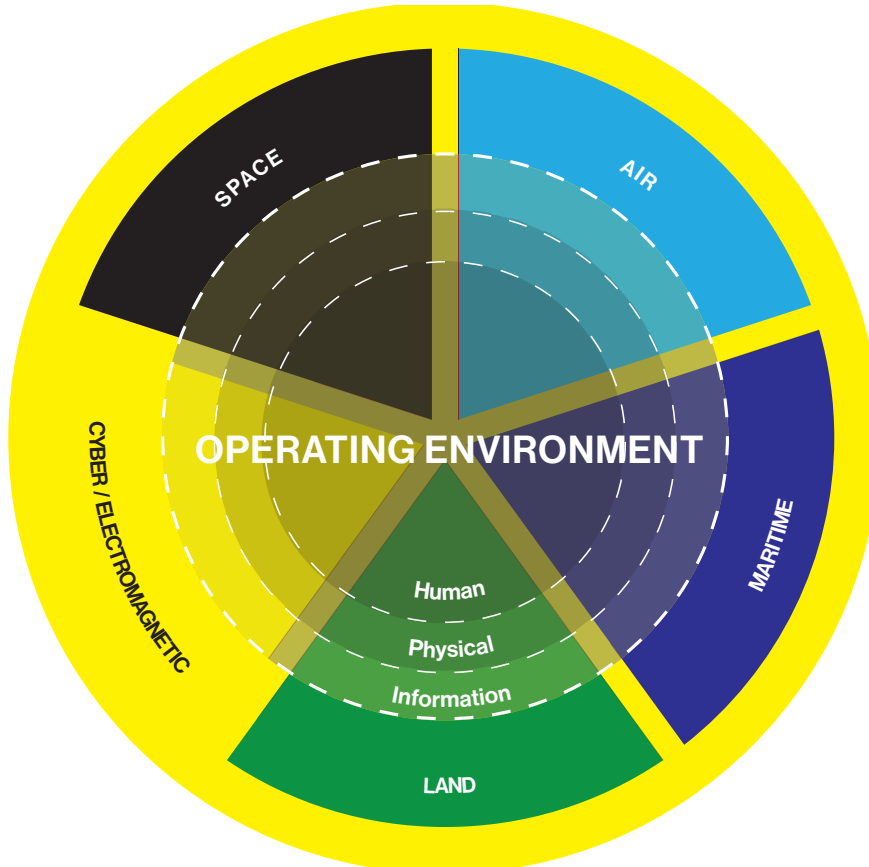 SPACE
AIR
CYBER / ELECTROMAGNETIC
OPERATING ENVIRONMENT
MARITIME
Human
Physical
Information
LAND